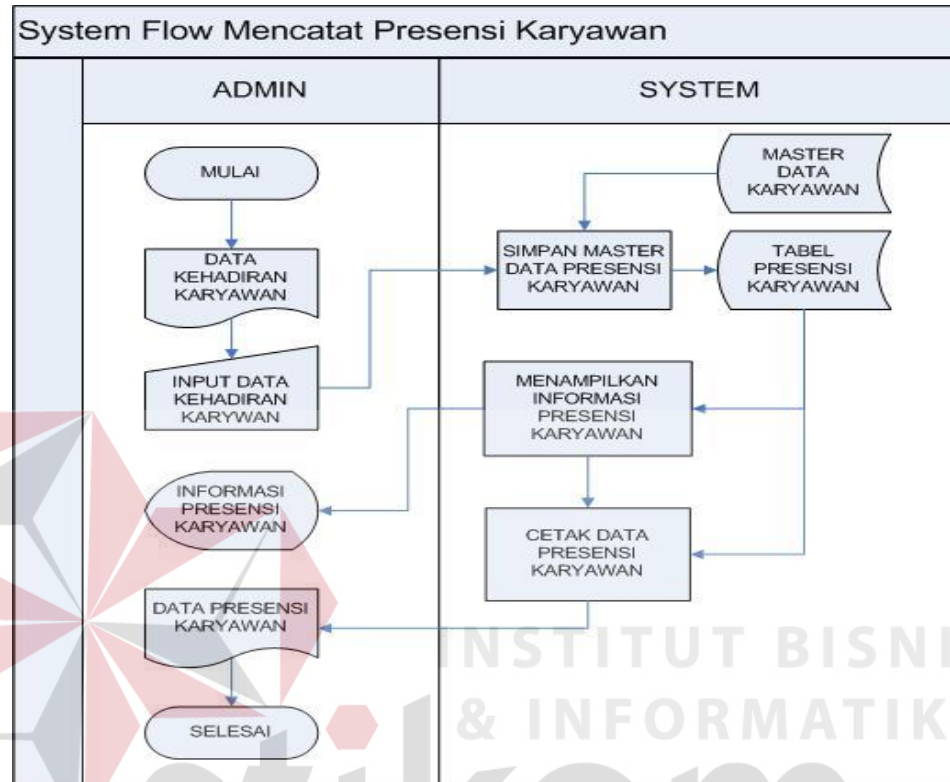 System Flow Mencatat Presensi Karyawan
ADMIN
SYSTEM
MULAI
MASTER
DATA
KARYAWAN
DATA
KEHADIRAN
KARYAWAN
SIMPAN MASTER
DATA PRESENSI
KARYAWAN
TABEL
PRESENSI
KARYAWAN
INPUT DATA
KEHADIRAN
KARYWAN
MENAMPILKAN
INFORMASI
PRESENSI
KARYAWAN
INFORMASI
PRESENSI
KARYAWAN
CETAK DATA
PRESENSI
KARYAWAN
DATA PRESENSI
KARYAWAN
SELESAI
INSTITUT BISNI
& INFORMATIK
stikom